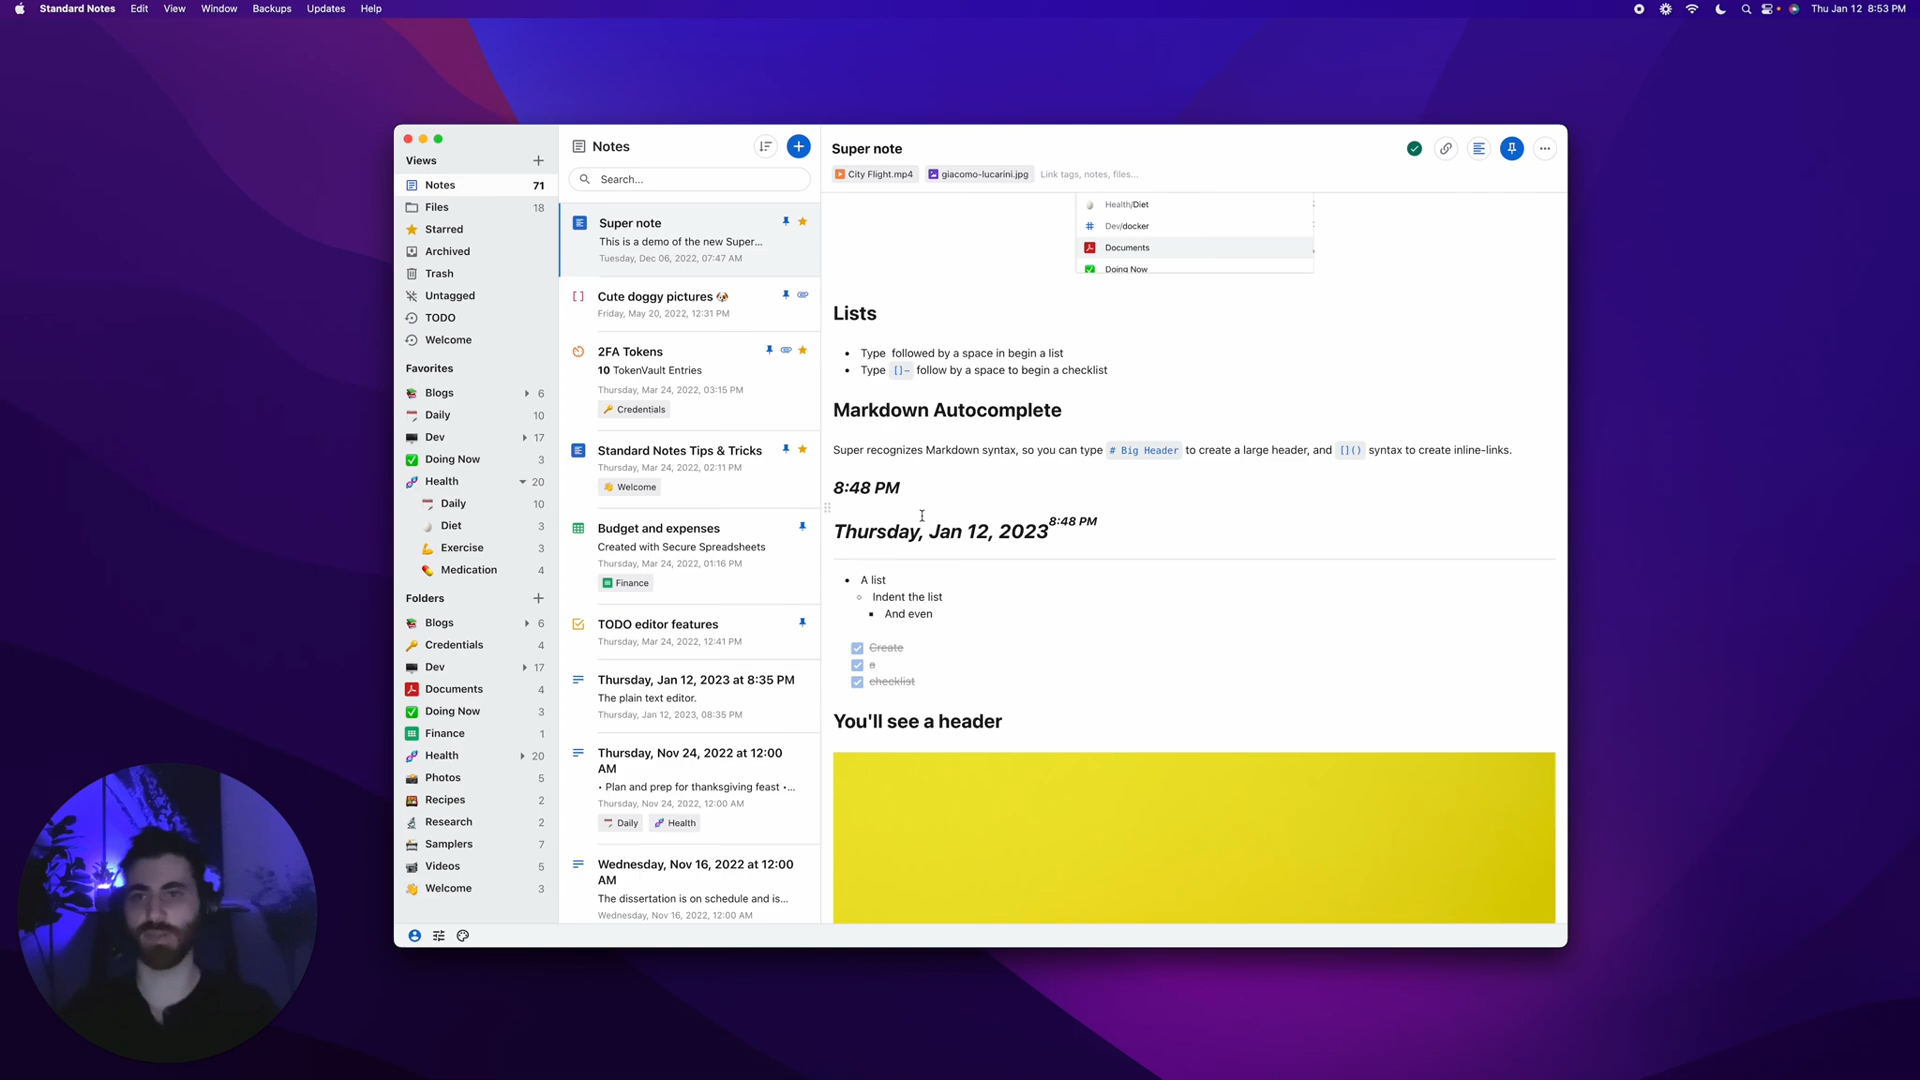 Standard Notes Edit View Window Backups Updates Help
Thu Jan 12 8:53 PM
Views
Notes 71
Files 18
Starred
Archived
Trash
Untagged
TODO
Welcome
Favorites
Blogs 6
Daily 10
Dev 17
Doing Now 3
Health 20
Daily 10
Diet 3
Exercise 3
Medication 4
Folders
Blogs 6
Credentials 4
Dev 17
Documents 4
Doing Now 3
Finance 1
Health 20
Photos 5
Recipes 2
Research 2
Samplers 7
Videos 5
Welcome 3
Notes
Search...
Super note
This is a demo of the new Super...
Tuesday, Dec 06, 2022, 07:47 AM
Cute doggy pictures 🐶
Friday, May 20, 2022, 12:31 PM
2FA Tokens
10 TokenVault Entries
Thursday, Mar 24, 2022, 03:15 PM
Credentials
Standard Notes Tips & Tricks
Thursday, Mar 24, 2022, 02:11 PM
Welcome
Budget and expenses
Created with Secure Spreadsheets
Thursday, Mar 24, 2022, 01:16 PM
Finance
TODO editor features
Thursday, Mar 24, 2022, 12:41 PM
Thursday, Jan 12, 2023 at 8:35 PM
The plain text editor.
Thursday, Jan 12, 2023, 08:35 PM
Thursday, Nov 24, 2022 at 12:00
AM
• Plan and prep for thanksgiving feast •...
Thursday, Nov 24, 2022, 12:00 AM
Daily Health
Wednesday, Nov 16, 2022 at 12:00
AM
The dissertation is on schedule and is...
Wednesday, Nov 16, 2022, 12:00 AM
Super note
City Flight.mp4 giacomo-lucarini.jpg Link tags, notes, files...
Health/Diet
Dev/docker
Documents
Doing Now
Lists
• Type followed by a space in begin a list
• Type []- follow by a space to begin a checklist
Markdown Autocomplete
Super recognizes Markdown syntax, so you can type # Big Header to create a large header, and []() syntax to create inline-links.
8:48 PM
Thursday, Jan 12, 2023 8:48 PM
• A list
Indent the list
And even
Create
a
checklist
You'll see a header